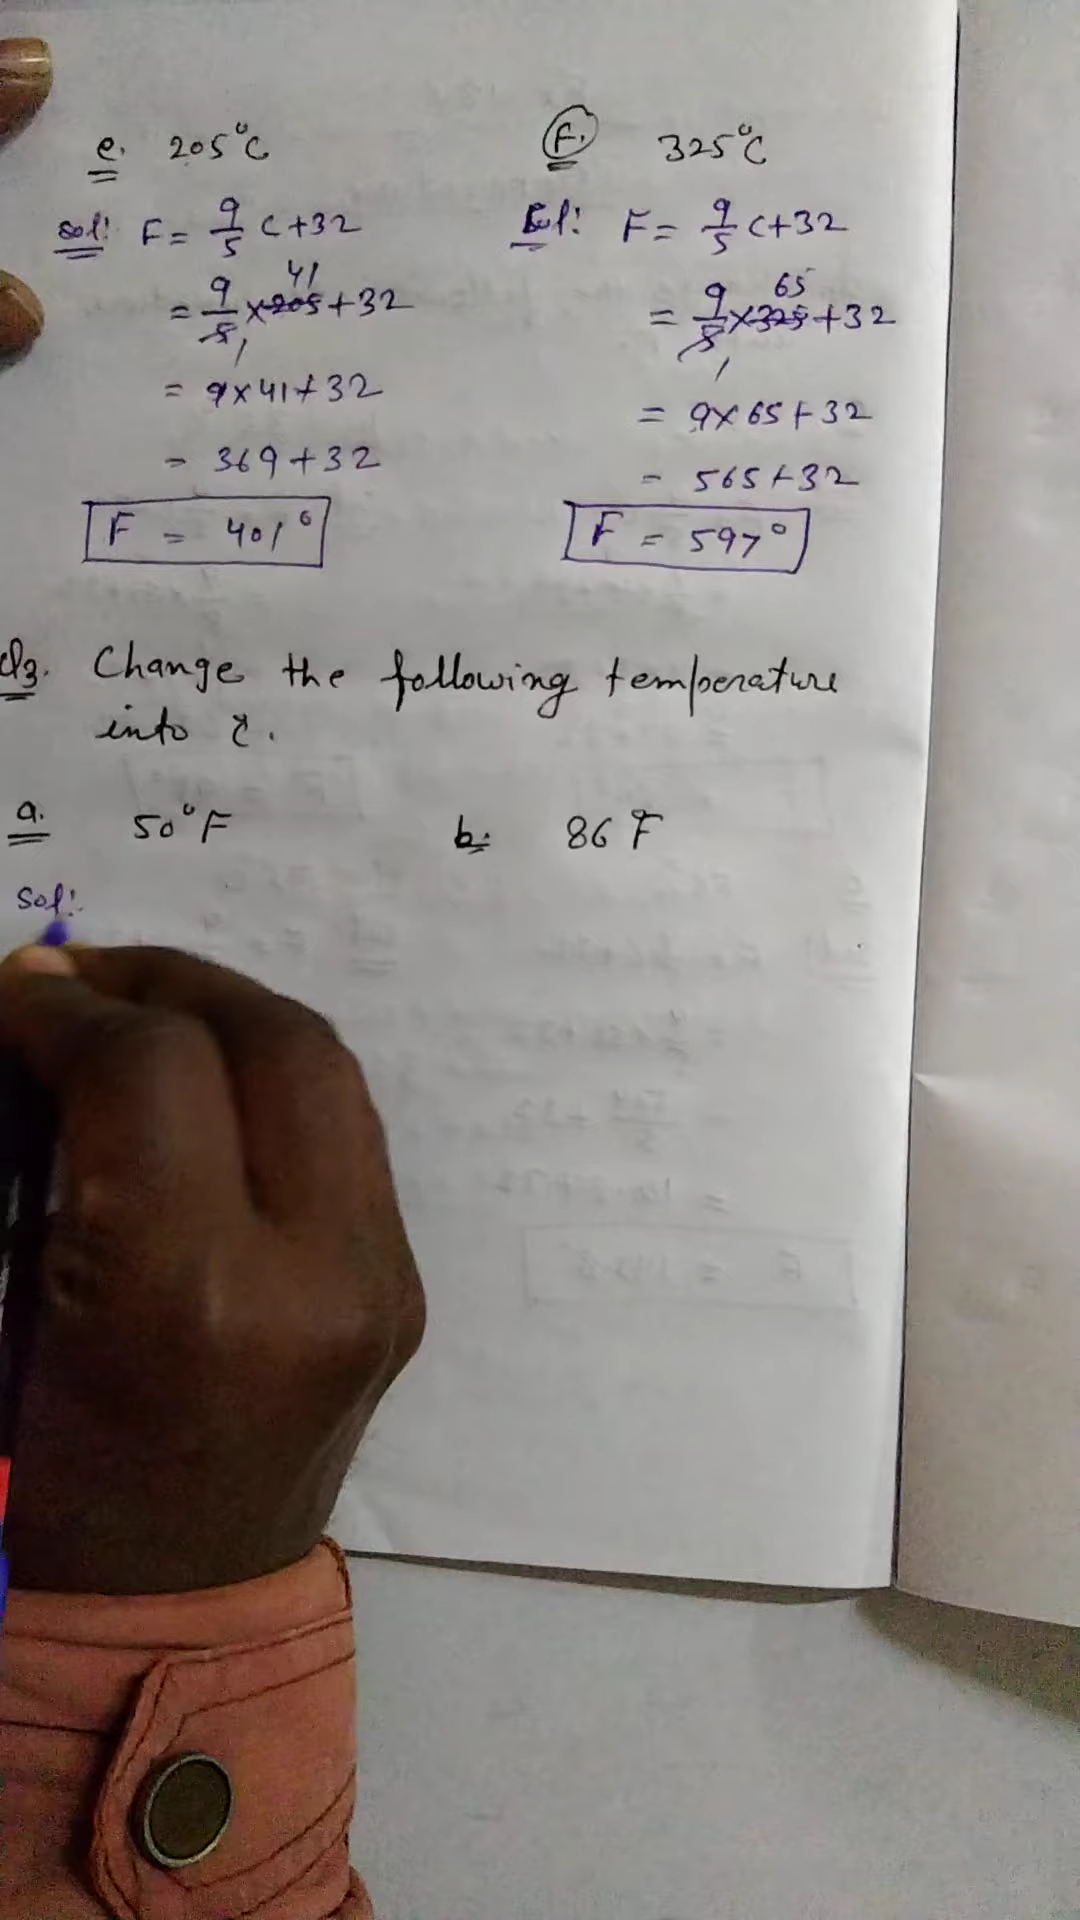 e. 205°C
Sol: F = 9/5 C + 32
= 9/5 × 205 + 32
41
1
= 9 × 41 + 32
= 369 + 32
F = 401°
F. 325°C
Sol: F = 9/5 C + 32
= 9/5 × 325 + 32
65
1
= 9 × 65 + 32
= 565 + 32
F = 597°
Q3. Change the following temperature
into °C.
a. 50°F
b. 86°F
Sol: